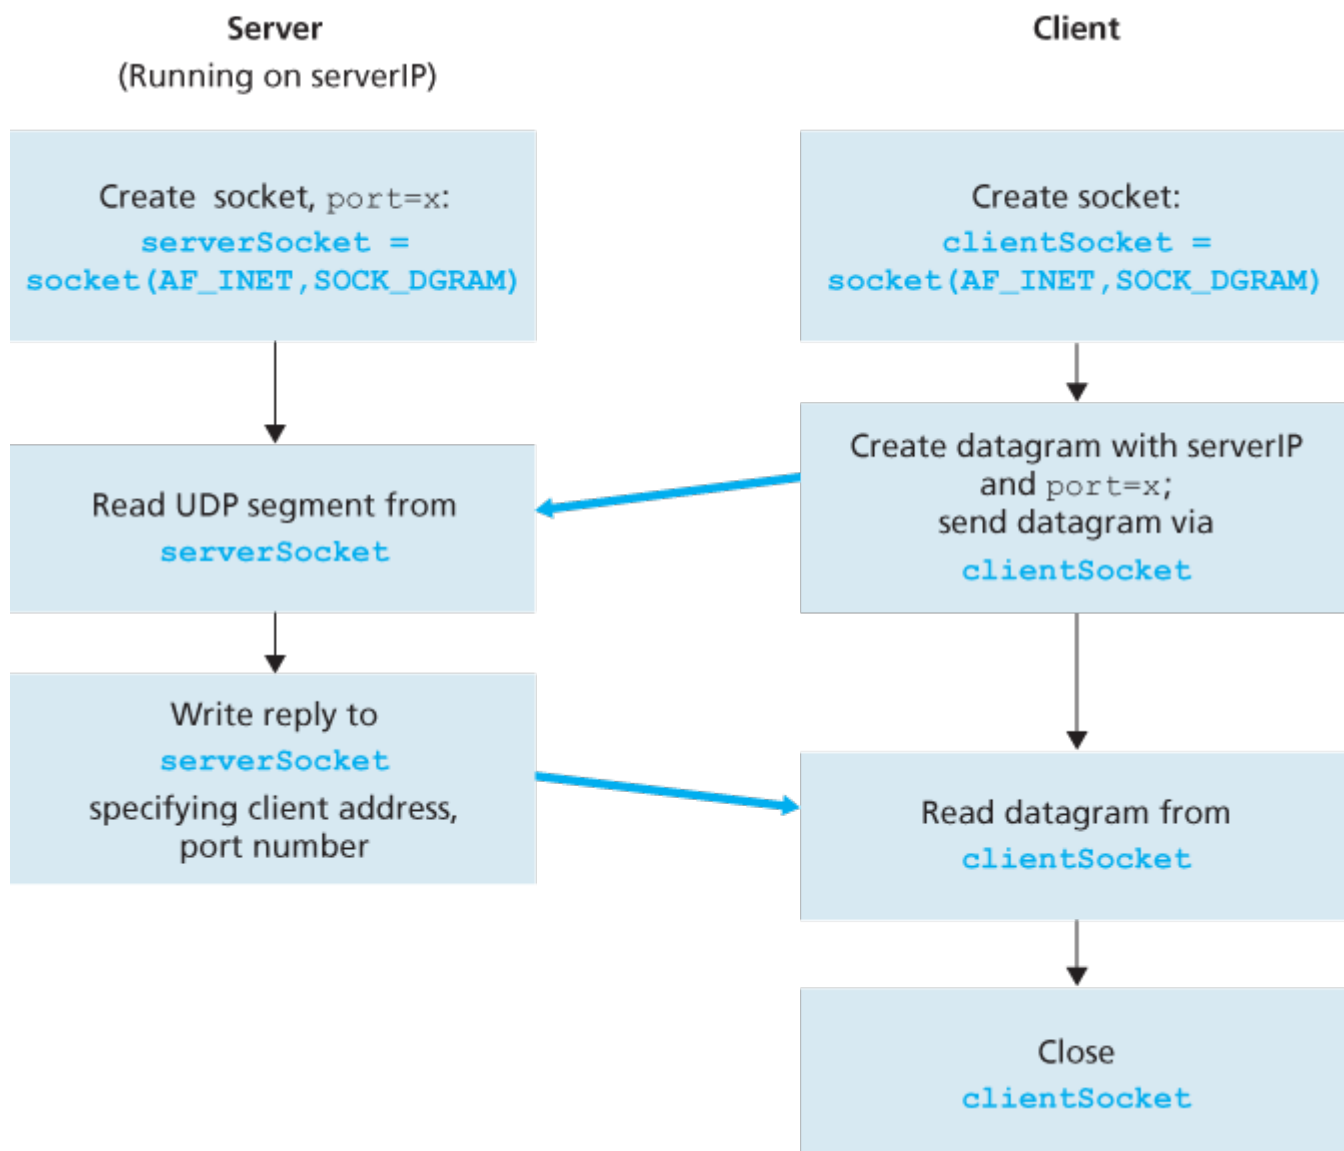 Server
(Running on serverIP)
Create socket, port=x:
serverSocket =
socket(AF_INET,SOCK_DGRAM)
Read UDP segment from
serverSocket
Write reply to
serverSocket
specifying client address,
port number
Client
Create socket:
clientSocket =
socket(AF_INET,SOCK_DGRAM)
Create datagram with serverIP
and port=x;
send datagram via
clientSocket
Read datagram from
clientSocket
Close
clientSocket